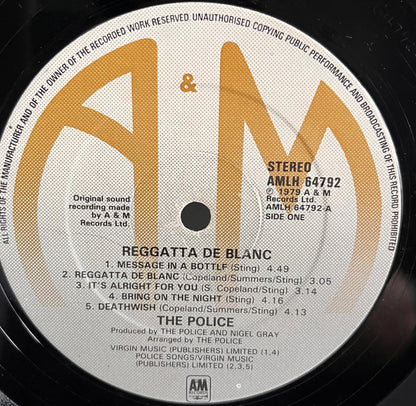 ALL RIGHTS OF THE MANUFACTURER AND OF THE OWNER OF THE RECORDED WORK RESERVED UNAUTHORISED COPYING PUBLIC PERFORMANCE AND BROADCASTING OF THIS RECORD PROHIBITED
A & M
STEREO
AMLH 64792
℗ 1979 A & M
Records Ltd.
AMLH 64792-A
SIDE ONE
Original sound
recording made
by A & M
Records Ltd.
REGGATTA DE BLANC
1. MESSAGE IN A BOTTLE (Sting) 4.49
2. REGGATTA DE BLANC (Copeland/Summers/Sting) 3.05
3. IT'S ALRIGHT FOR YOU (S. Copeland/Sting) 3.14
4. BRING ON THE NIGHT (Sting) 4.16
5. DEATHWISH (Copeland/Summers/Sting) 4.13
THE POLICE
Produced by THE POLICE AND NIGEL GRAY
Arranged by THE POLICE
VIRGIN MUSIC (PUBLISHERS) LIMITED (1,4)
POLICE SONGS/VIRGIN MUSIC
(PUBLISHERS) LIMITED (2,3,5)
AM
RECORDS